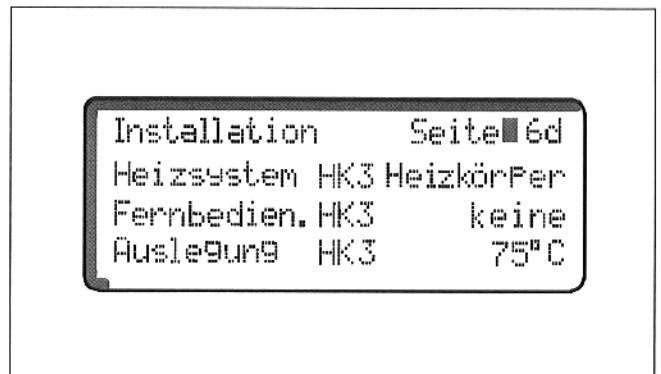 Installation Seite 6d
Heizsystem HK3 Heizkörper
Fernbedien. HK3 keine
Auslegung HK3 75°C